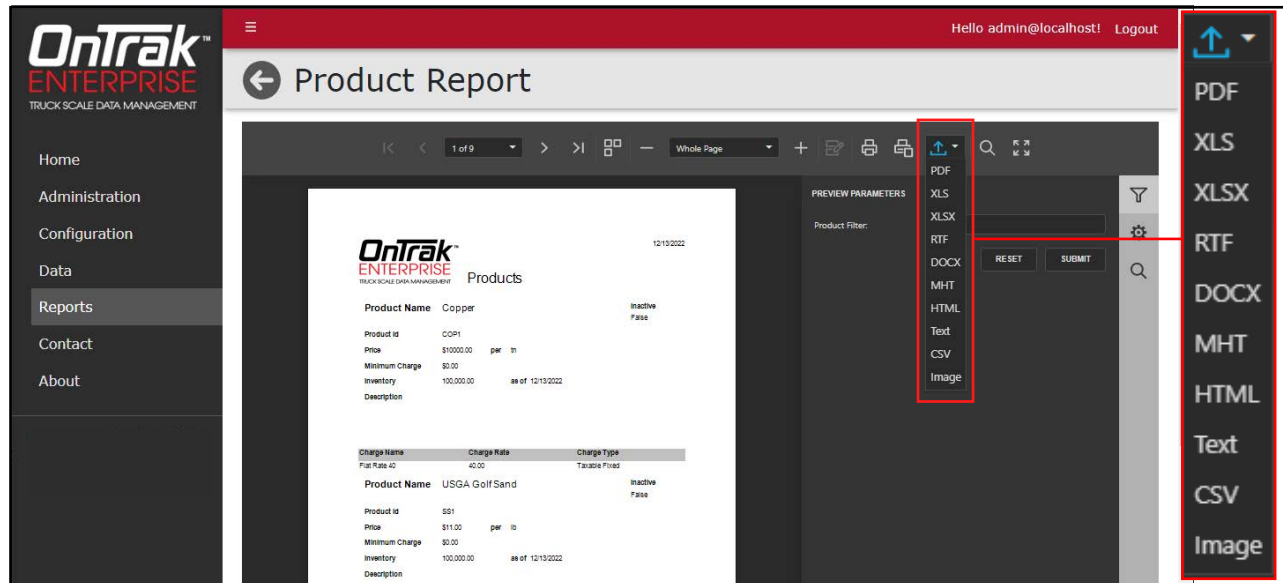 OnTrak™
ENTERPRISE
TRUCK SCALE DATA MANAGEMENT
Home
Administration
Configuration
Data
Reports
Contact
About
Hello admin@localhost! Logout
Product Report
1 of 9
Whole Page
PDF
XLS
XLSX
RTF
DOCX
MHT
HTML
Text
CSV
Image
PREVIEW PARAMETERS
Product Filter:
RESET SUBMIT
12/13/2022
OnTrak™
ENTERPRISE
TRUCK SCALE DATA MANAGEMENT
Products
Product Name Copper Inactive
False
Product Id COP1
Price $10000.00 per tn
Minimum Charge $0.00
Inventory 100,000.00 as of 12/13/2022
Description
Charge Name Charge Rate Charge Type
Flat Rate 40 40.00 Taxable Fixed
Product Name USGA Golf Sand Inactive
False
Product Id SS1
Price $11.00 per lb
Minimum Charge $0.00
Inventory 100,000.00 as of 12/13/2022
Description
PDF
XLS
XLSX
RTF
DOCX
MHT
HTML
Text
CSV
Image